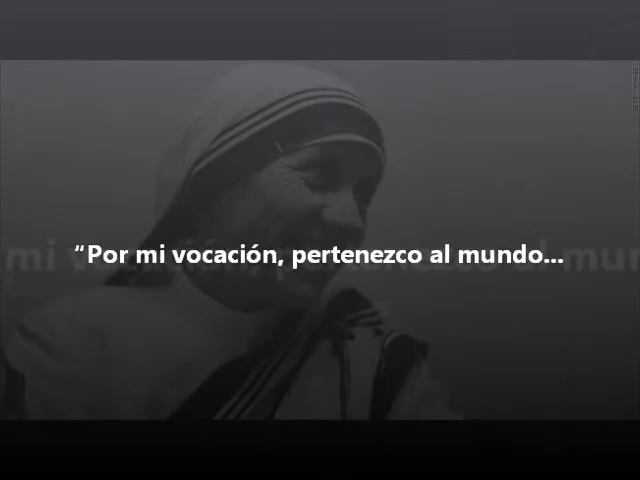 “Por mi vocación, pertenezco al mundo...